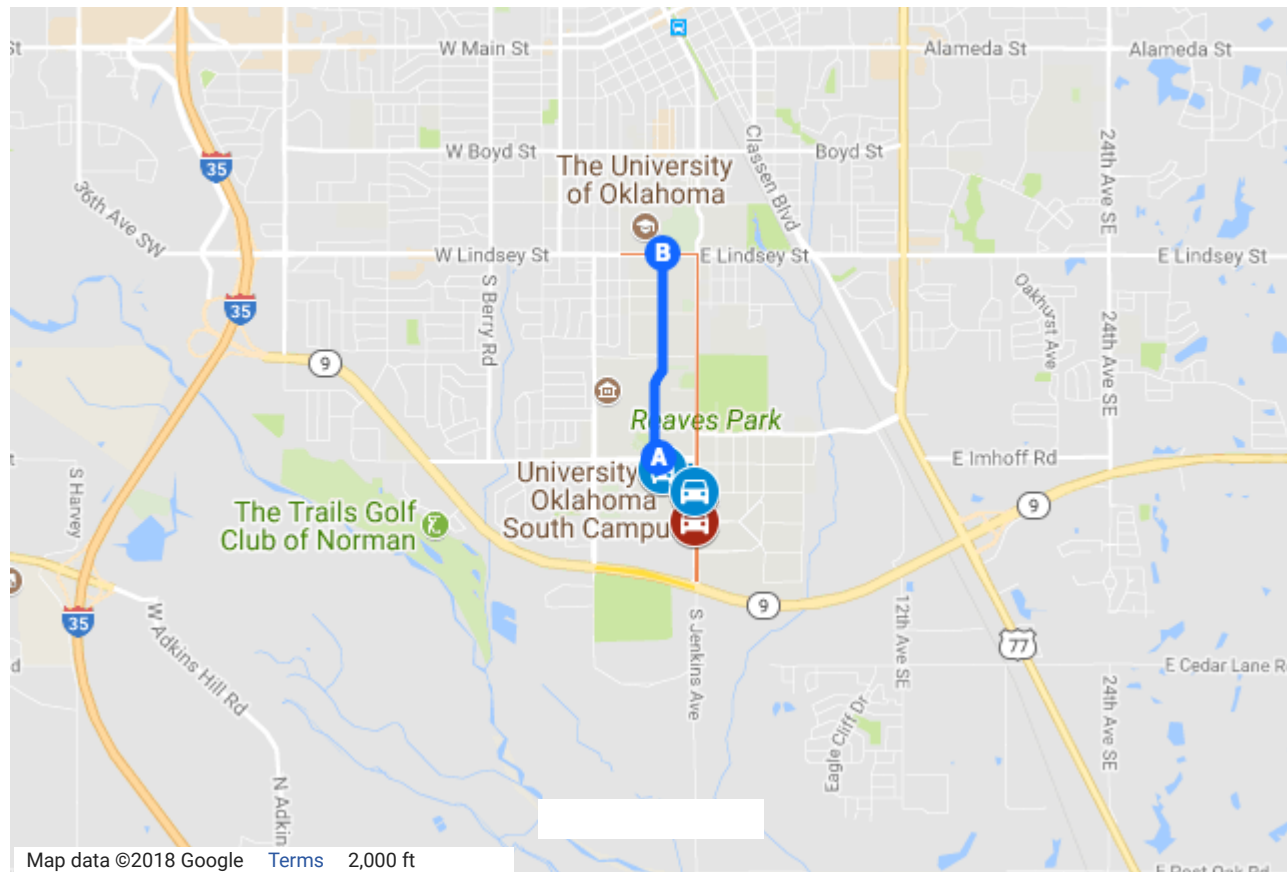 St
W Main St
Alameda St
Alameda St
W Boyd St
Boyd St
Classen Blvd
24th Ave SE
The University
of Oklahoma
35
36th Ave SW
W Lindsey St
B
E Lindsey St
E Lindsey St
S Berry Rd
Oakhurst Ave
35
24th Ave SE
9
Reaves Park
A
E Imhoff Rd
S Harvey
University
Oklahoma
South Campu
The Trails Golf
Club of Norman
9
9
35
W Adkins Hill Rd
S Jenkins Ave
12th Ave SE
77
E Cedar Lane R
d
24th Ave SE
Eagle Cliff Dr
N Adkin
E Post Oak Rd
Map data ©2018 Google Terms 2,000 ft